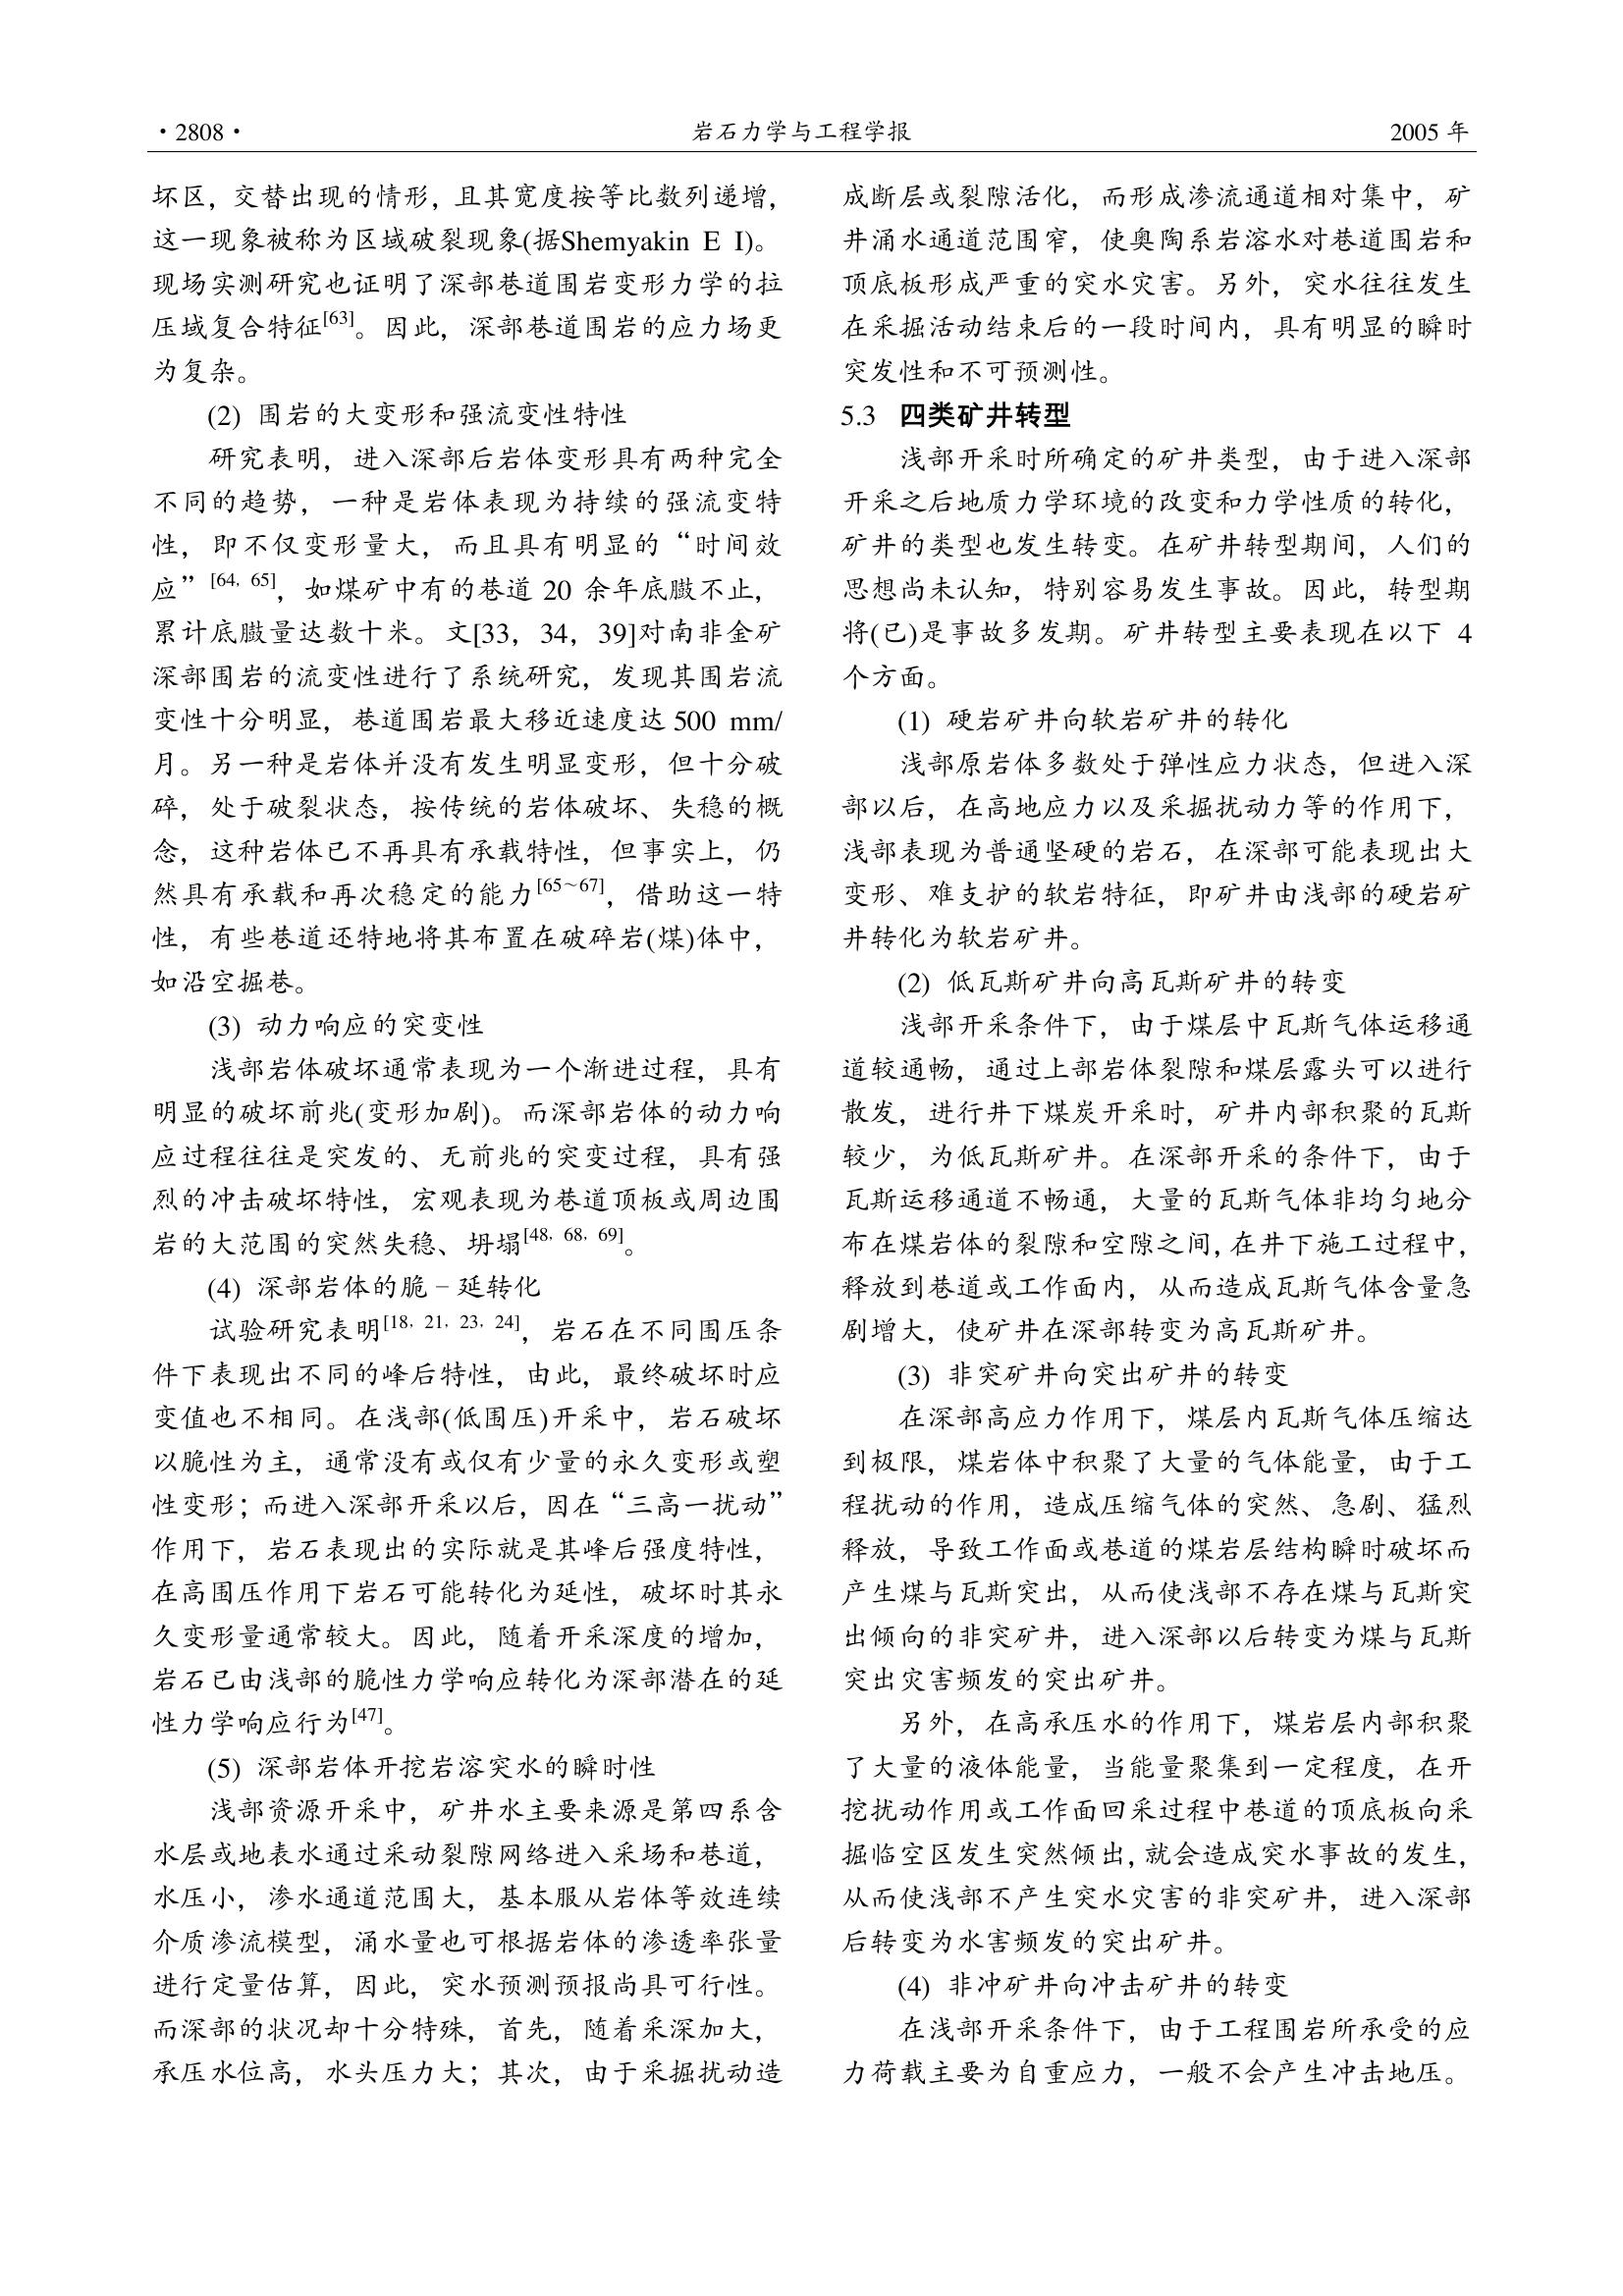 ·2808·
岩石力学与工程学报
2005 年
坏区，交替出现的情形，且其宽度按等比数列递增，
这一现象被称为区域破裂现象(据Shemyakin E I)。
现场实测研究也证明了深部巷道围岩变形力学的拉
压域复合特征[63]。因此，深部巷道围岩的应力场更
为复杂。
(2) 围岩的大变形和强流变性特性
研究表明，进入深部后岩体变形具有两种完全
不同的趋势，一种是岩体表现为持续的强流变特
性，即不仅变形量大，而且具有明显的“时间效
应”[64，65]，如煤矿中有的巷道 20 余年底臌不止，
累计底臌量达数十米。文[33，34，39]对南非金矿
深部围岩的流变性进行了系统研究，发现其围岩流
变性十分明显，巷道围岩最大移近速度达 500 mm/
月。另一种是岩体并没有发生明显变形，但十分破
碎，处于破裂状态，按传统的岩体破坏、失稳的概
念，这种岩体已不再具有承载特性，但事实上，仍
然具有承载和再次稳定的能力[65~67]，借助这一特
性，有些巷道还特地将其布置在破碎岩(煤)体中，
如沿空掘巷。
(3) 动力响应的突变性
浅部岩体破坏通常表现为一个渐进过程，具有
明显的破坏前兆(变形加剧)。而深部岩体的动力响
应过程往往是突发的、无前兆的突变过程，具有强
烈的冲击破坏特性，宏观表现为巷道顶板或周边围
岩的大范围的突然失稳、坍塌[48，68，69]。
(4) 深部岩体的脆－延转化
试验研究表明[18，21，23，24]，岩石在不同围压条
件下表现出不同的峰后特性，由此，最终破坏时应
变值也不相同。在浅部(低围压)开采中，岩石破坏
以脆性为主，通常没有或仅有少量的永久变形或塑
性变形；而进入深部开采以后，因在“三高一扰动”
作用下，岩石表现出的实际就是其峰后强度特性，
在高围压作用下岩石可能转化为延性，破坏时其永
久变形量通常较大。因此，随着开采深度的增加，
岩石已由浅部的脆性力学响应转化为深部潜在的延
性力学响应行为[47]。
(5) 深部岩体开挖岩溶突水的瞬时性
浅部资源开采中，矿井水主要来源是第四系含
水层或地表水通过采动裂隙网络进入采场和巷道，
水压小，渗水通道范围大，基本服从岩体等效连续
介质渗流模型，涌水量也可根据岩体的渗透率张量
进行定量估算，因此，突水预测预报尚具可行性。
而深部的状况却十分特殊，首先，随着采深加大，
承压水位高，水头压力大；其次，由于采掘扰动造
成断层或裂隙活化，而形成渗流通道相对集中，矿
井涌水通道范围窄，使奥陶系岩溶水对巷道围岩和
顶底板形成严重的突水灾害。另外，突水往往发生
在采掘活动结束后的一段时间内，具有明显的瞬时
突发性和不可预测性。
5.3 四类矿井转型
浅部开采时所确定的矿井类型，由于进入深部
开采之后地质力学环境的改变和力学性质的转化，
矿井的类型也发生转变。在矿井转型期间，人们的
思想尚未认知，特别容易发生事故。因此，转型期
将(已)是事故多发期。矿井转型主要表现在以下 4
个方面。
(1) 硬岩矿井向软岩矿井的转化
浅部原岩体多数处于弹性应力状态，但进入深
部以后，在高地应力以及采掘扰动力等的作用下，
浅部表现为普通坚硬的岩石，在深部可能表现出大
变形、难支护的软岩特征，即矿井由浅部的硬岩矿
井转化为软岩矿井。
(2) 低瓦斯矿井向高瓦斯矿井的转变
浅部开采条件下，由于煤层中瓦斯气体运移通
道较通畅，通过上部岩体裂隙和煤层露头可以进行
散发，进行井下煤炭开采时，矿井内部积聚的瓦斯
较少，为低瓦斯矿井。在深部开采的条件下，由于
瓦斯运移通道不畅通，大量的瓦斯气体非均匀地分
布在煤岩体的裂隙和空隙之间，在井下施工过程中，
释放到巷道或工作面内，从而造成瓦斯气体含量急
剧增大，使矿井在深部转变为高瓦斯矿井。
(3) 非突矿井向突出矿井的转变
在深部高应力作用下，煤层内瓦斯气体压缩达
到极限，煤岩体中积聚了大量的气体能量，由于工
程扰动的作用，造成压缩气体的突然、急剧、猛烈
释放，导致工作面或巷道的煤岩层结构瞬时破坏而
产生煤与瓦斯突出，从而使浅部不存在煤与瓦斯突
出倾向的非突矿井，进入深部以后转变为煤与瓦斯
突出灾害频发的突出矿井。
另外，在高承压水的作用下，煤岩层内部积聚
了大量的液体能量，当能量聚集到一定程度，在开
挖扰动作用或工作面回采过程中巷道的顶底板向采
掘临空区发生突然倾出，就会造成突水事故的发生，
从而使浅部不产生突水灾害的非突矿井，进入深部
后转变为水害频发的突出矿井。
(4) 非冲矿井向冲击矿井的转变
在浅部开采条件下，由于工程围岩所承受的应
力荷载主要为自重应力，一般不会产生冲击地压。